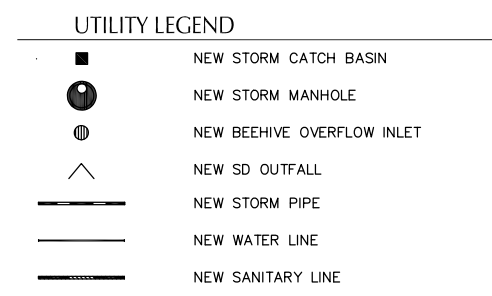 UTILITY LEGEND
NEW STORM CATCH BASIN
NEW STORM MANHOLE
NEW BEEHIVE OVERFLOW INLET
NEW SD OUTFALL
NEW STORM PIPE
NEW WATER LINE
NEW SANITARY LINE